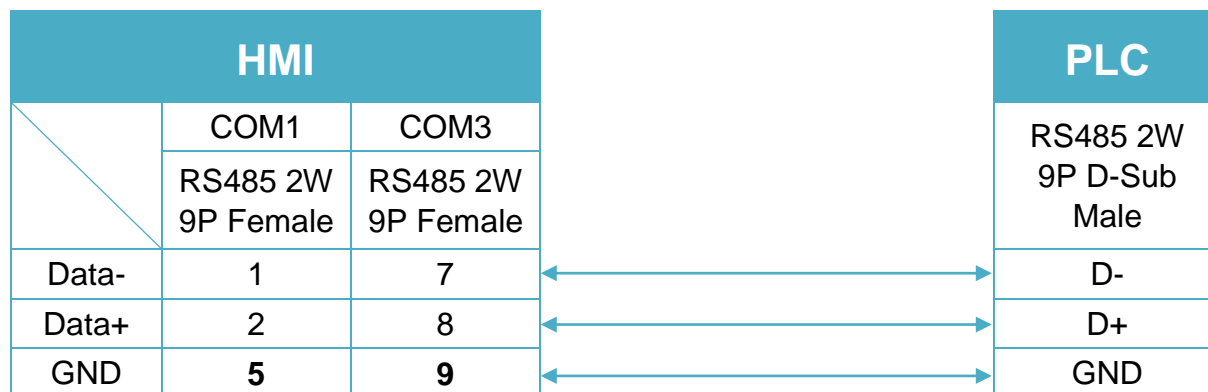 HMI
PLC
COM1 COM3
RS485 2W
9P Female
RS485 2W
9P Female
RS485 2W
9P D-Sub
Male
Data- 1 7 D-
Data+ 2 8 D+
GND 5 9 GND